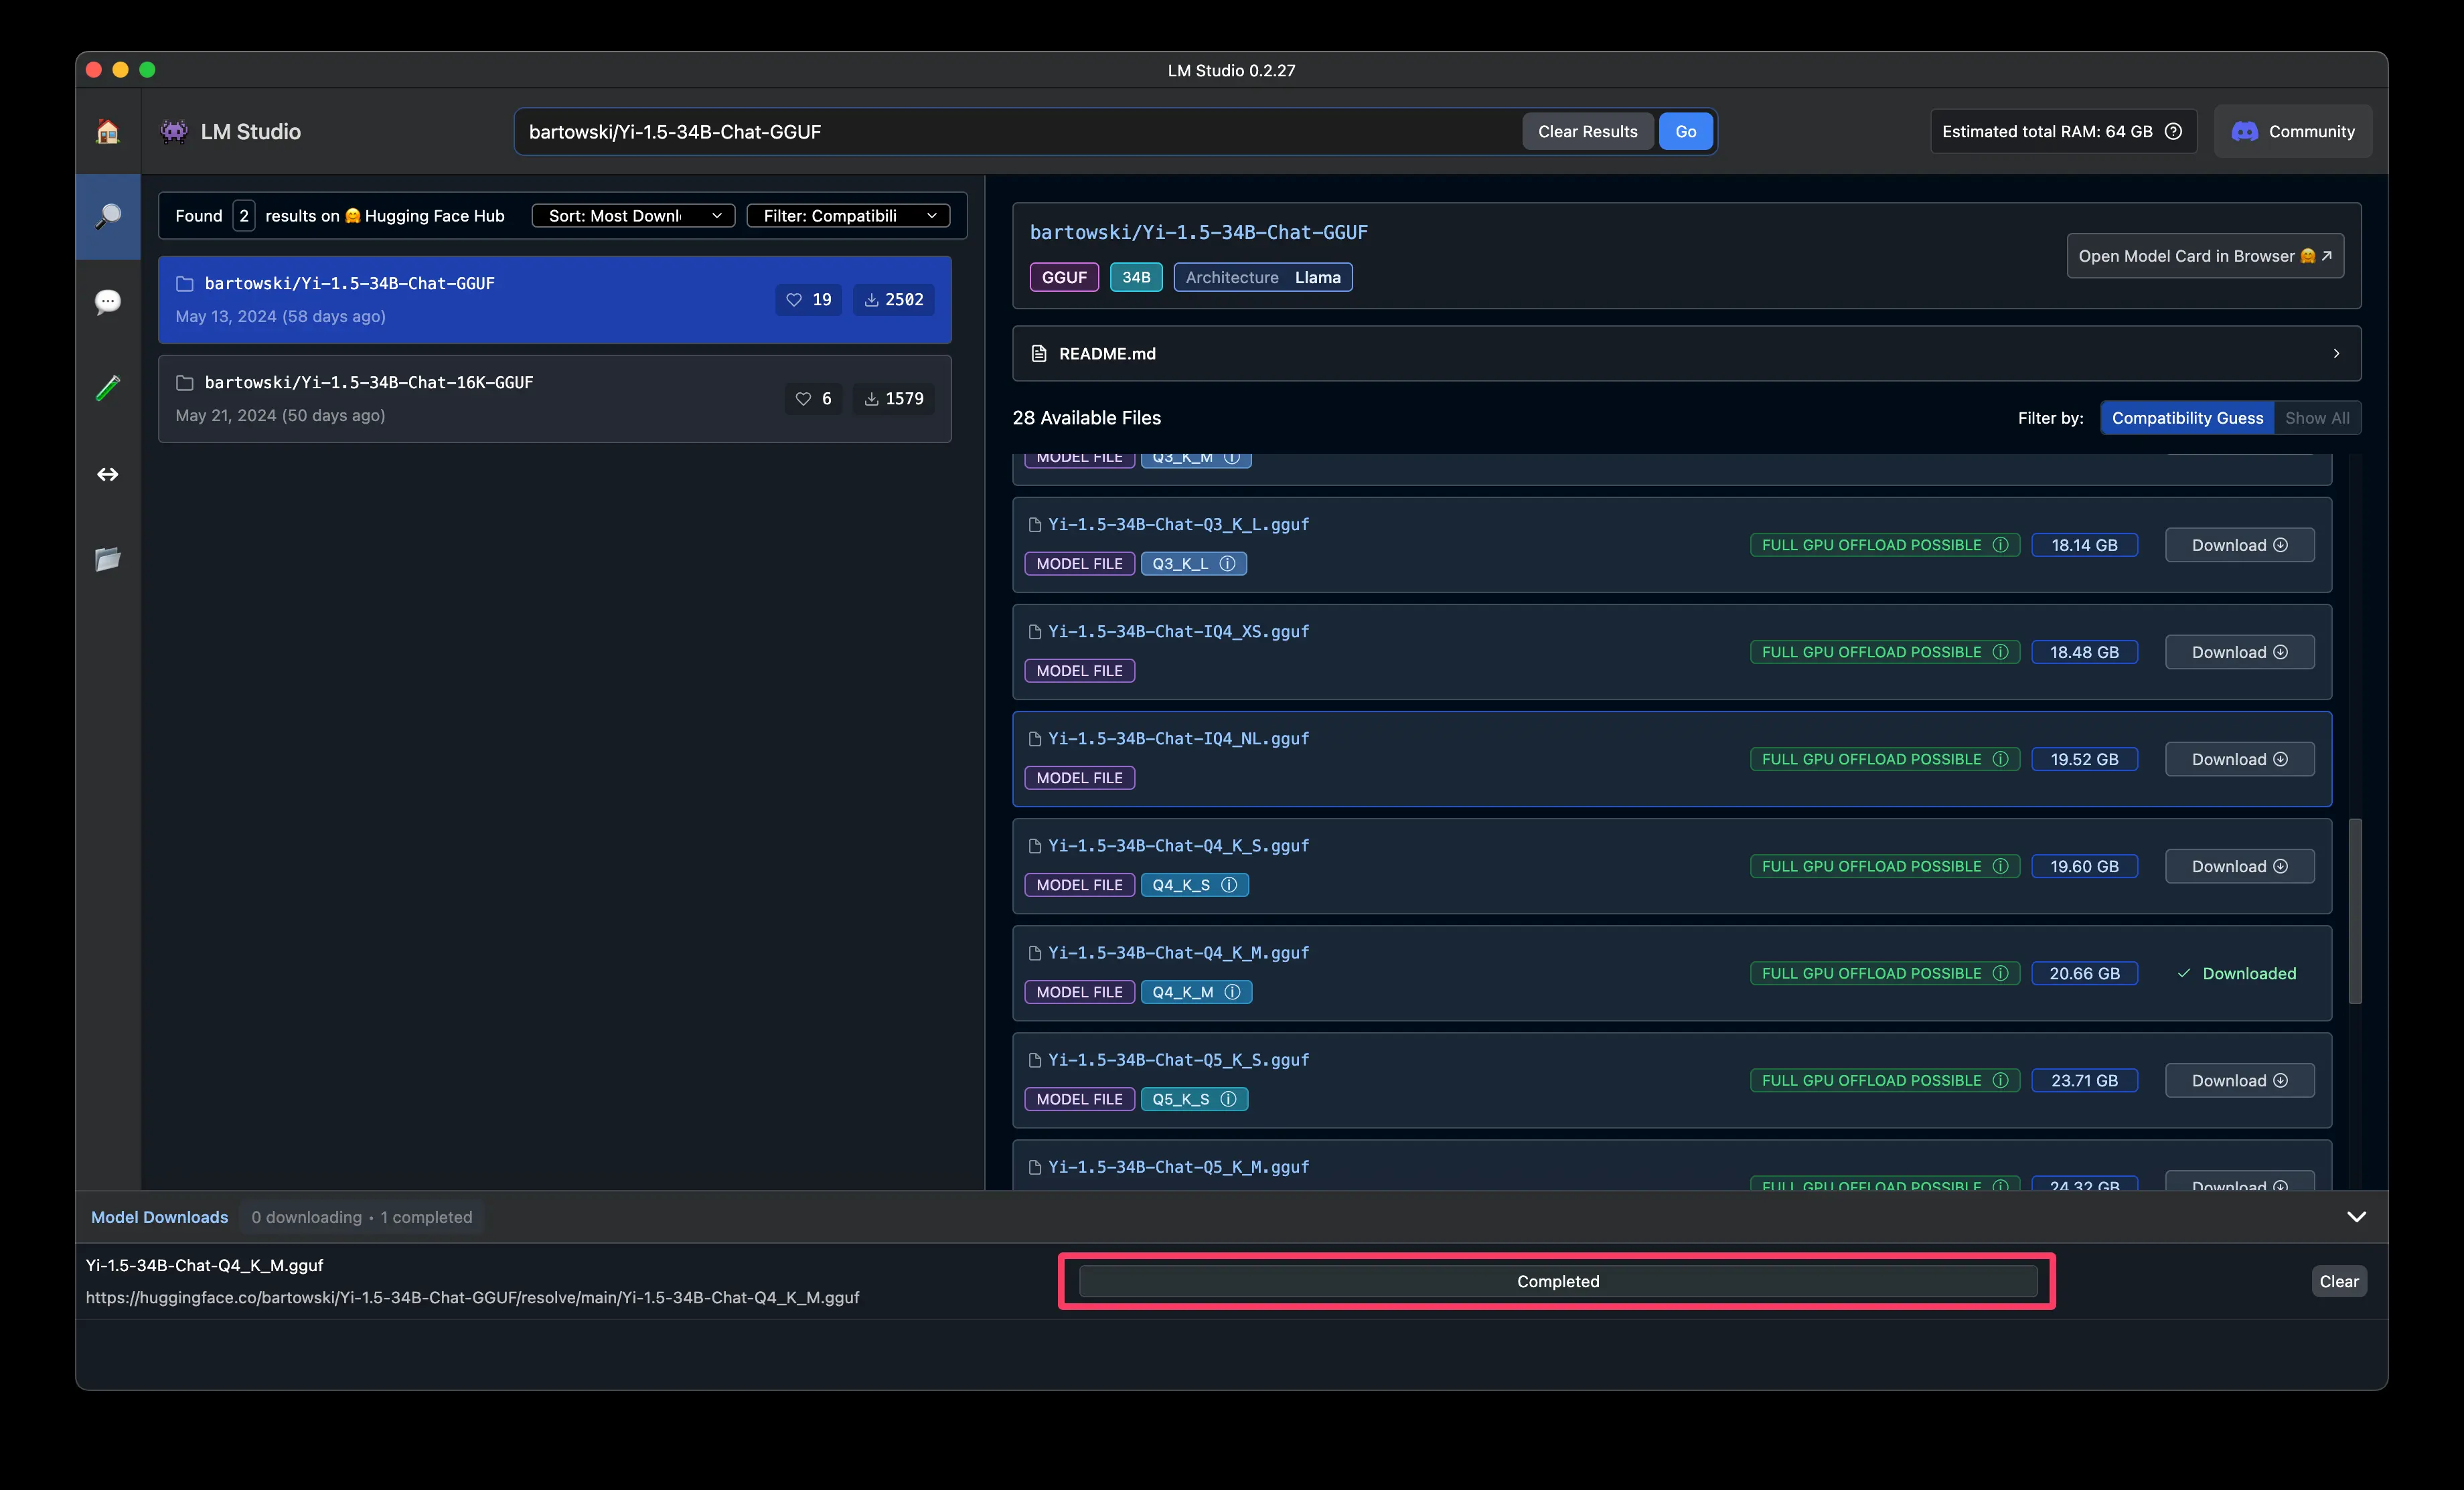 LM Studio 0.2.27
LM Studio
bartowski/Yi-1.5-34B-Chat-GGUF
Clear Results
Go
Estimated total RAM: 64 GB
Community
Found 2 results on 🤗 Hugging Face Hub
Sort: Most Downl
Filter: Compatibili
bartowski/Yi-1.5-34B-Chat-GGUF
May 13, 2024 (58 days ago)
19
2502
bartowski/Yi-1.5-34B-Chat-16K-GGUF
May 21, 2024 (50 days ago)
6
1579
bartowski/Yi-1.5-34B-Chat-GGUF
GGUF
34B
Architecture Llama
Open Model Card in Browser 🤗 ↗
README.md
28 Available Files
Filter by:
Compatibility Guess
Show All
MODEL FILE Q3_K_M
Yi-1.5-34B-Chat-Q3_K_L.gguf
MODEL FILE Q3_K_L
FULL GPU OFFLOAD POSSIBLE
18.14 GB
Download
Yi-1.5-34B-Chat-IQ4_XS.gguf
MODEL FILE
FULL GPU OFFLOAD POSSIBLE
18.48 GB
Download
Yi-1.5-34B-Chat-IQ4_NL.gguf
MODEL FILE
FULL GPU OFFLOAD POSSIBLE
19.52 GB
Download
Yi-1.5-34B-Chat-Q4_K_S.gguf
MODEL FILE Q4_K_S
FULL GPU OFFLOAD POSSIBLE
19.60 GB
Download
Yi-1.5-34B-Chat-Q4_K_M.gguf
MODEL FILE Q4_K_M
FULL GPU OFFLOAD POSSIBLE
20.66 GB
✓ Downloaded
Yi-1.5-34B-Chat-Q5_K_S.gguf
MODEL FILE Q5_K_S
FULL GPU OFFLOAD POSSIBLE
23.71 GB
Download
Yi-1.5-34B-Chat-Q5_K_M.gguf
FULL GPU OFFLOAD POSSIBLE
24.32 GB
Download
Model Downloads
0 downloading • 1 completed
Yi-1.5-34B-Chat-Q4_K_M.gguf
https://huggingface.co/bartowski/Yi-1.5-34B-Chat-GGUF/resolve/main/Yi-1.5-34B-Chat-Q4_K_M.gguf
Completed
Clear